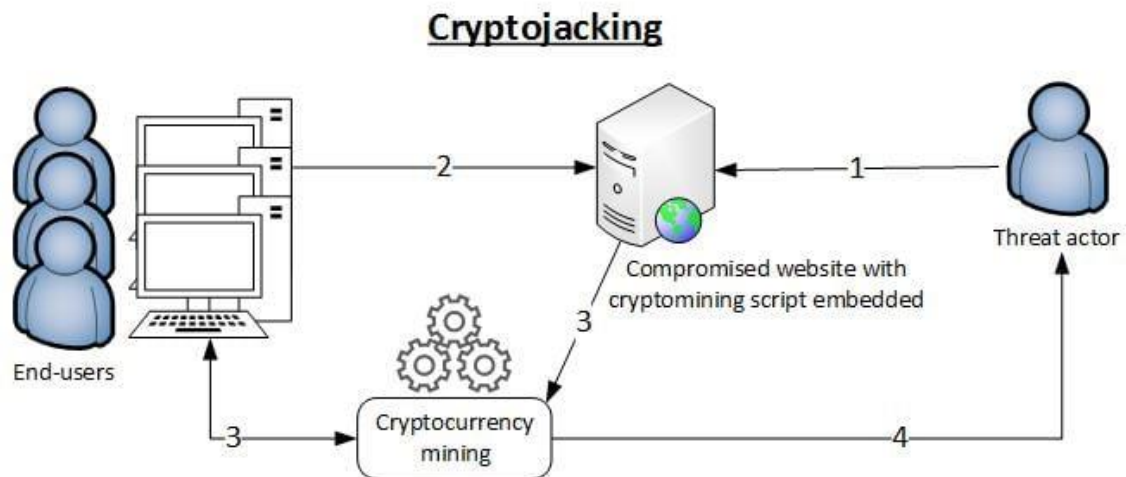 Cryptojacking
2
1
Threat actor
Compromised website with
cryptomining script embedded
3
End-users
Cryptocurrency
mining
3
4